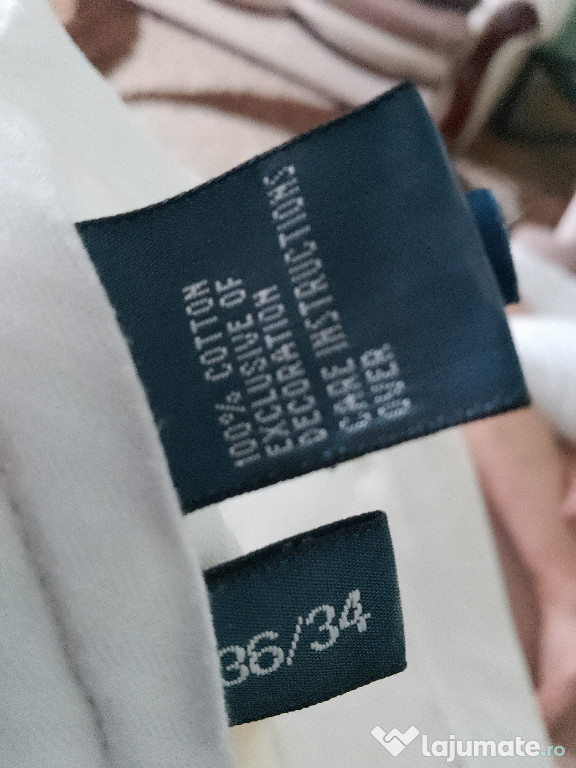 100% COTTON
EXCLUSIVE OF
DECORATION
CARE INSTRUCTIONS
OVER
36/34
lajumate.ro